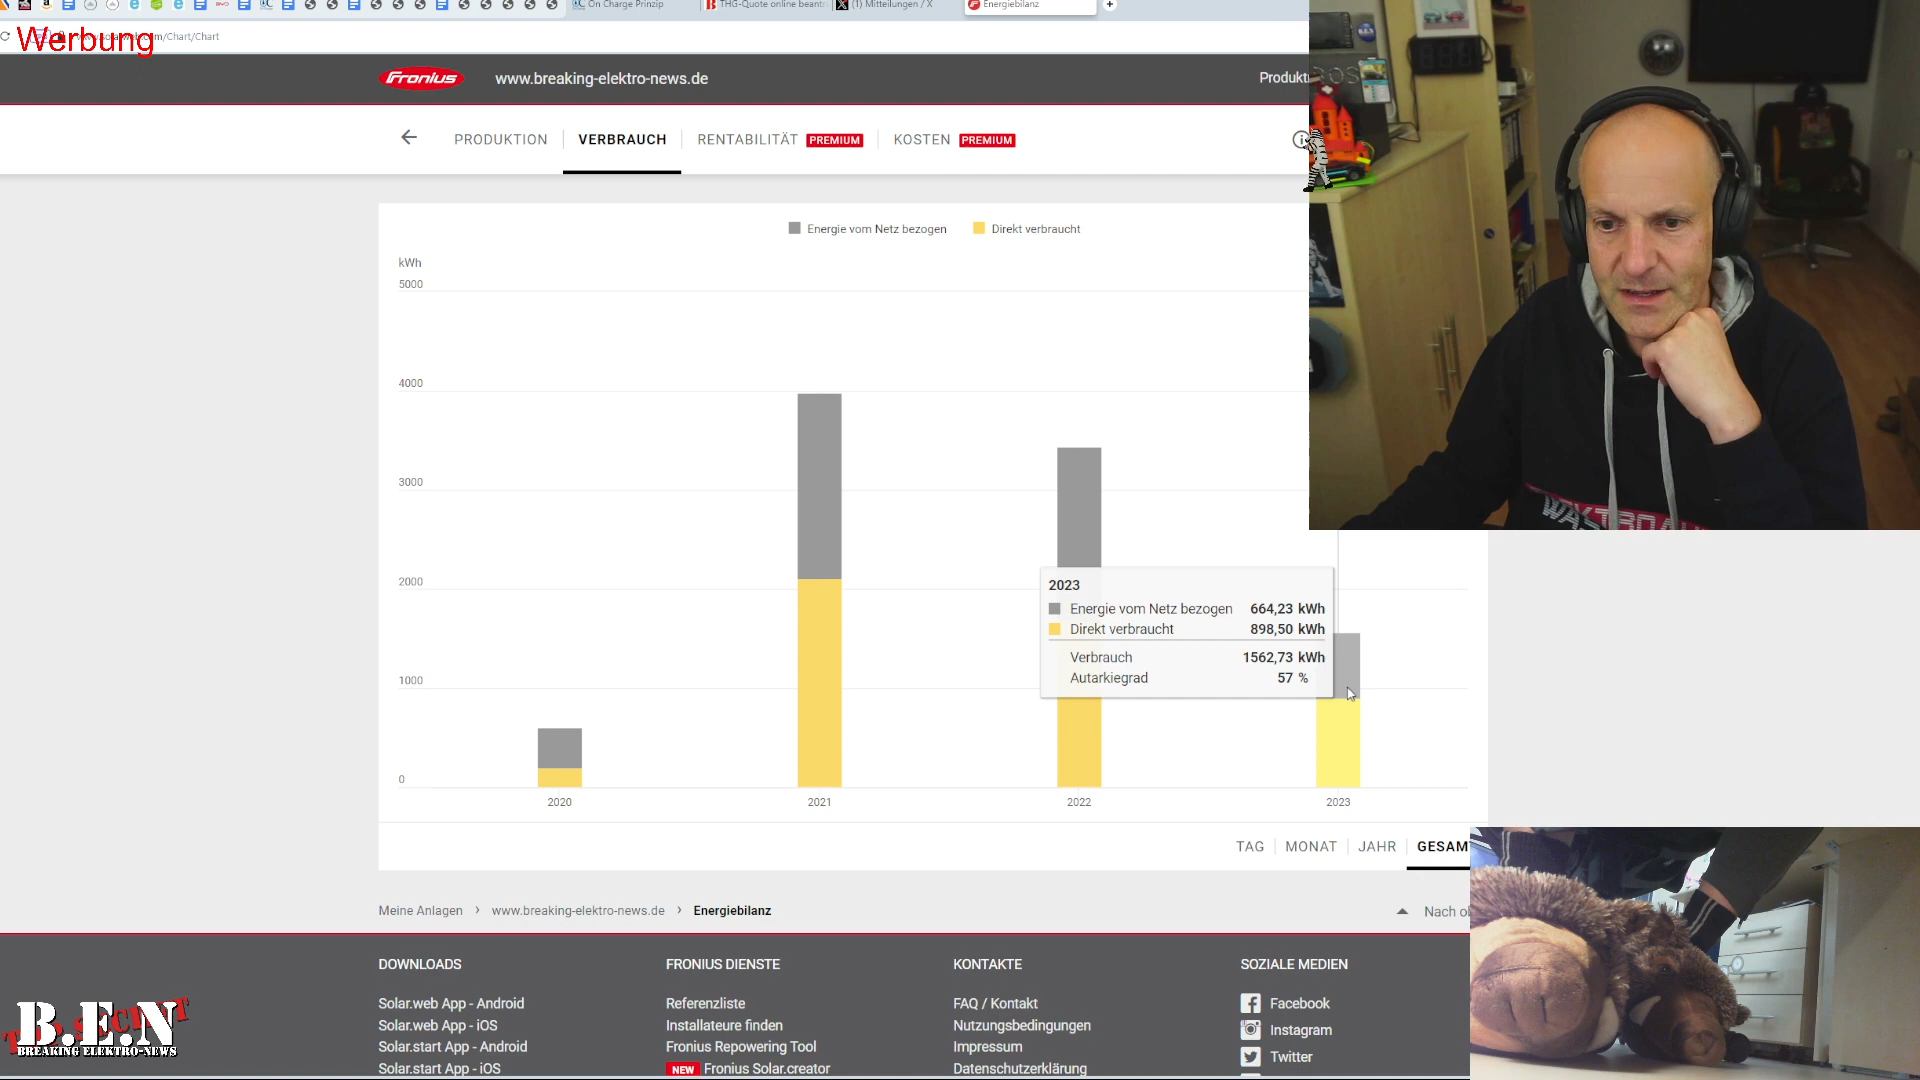 On Charge Prinzip
THG-Quote online beant
(1) Mitteilungen / X
Energiebilanz
Werbung
.com/Chart/Chart
Fronius
www.breaking-elektro-news.de
Produkt
PRODUKTION
VERBRAUCH
RENTABILITÄT PREMIUM
KOSTEN PREMIUM
Energie vom Netz bezogen
Direkt verbraucht
kWh
5000
4000
3000
2000
1000
0
2023
Energie vom Netz bezogen 664,23 kWh
Direkt verbraucht 898,50 kWh
Verbrauch 1562,73 kWh
Autarkiegrad 57 %
2020
2021
2022
2023
TAG
MONAT
JAHR
GESAM
Meine Anlagen > www.breaking-elektro-news.de > Energiebilanz
Nach ob
DOWNLOADS
Solar.web App - Android
Solar.web App - iOS
Solar.start App - Android
Solar.start App - iOS
FRONIUS DIENSTE
Referenzliste
Installateure finden
Fronius Repowering Tool
NEW Fronius Solar.creator
KONTAKTE
FAQ / Kontakt
Nutzungsbedingungen
Impressum
Datenschutzerklärung
SOZIALE MEDIEN
Facebook
Instagram
Twitter
B.E.N
BREAKING ELEKTRO-NEWS